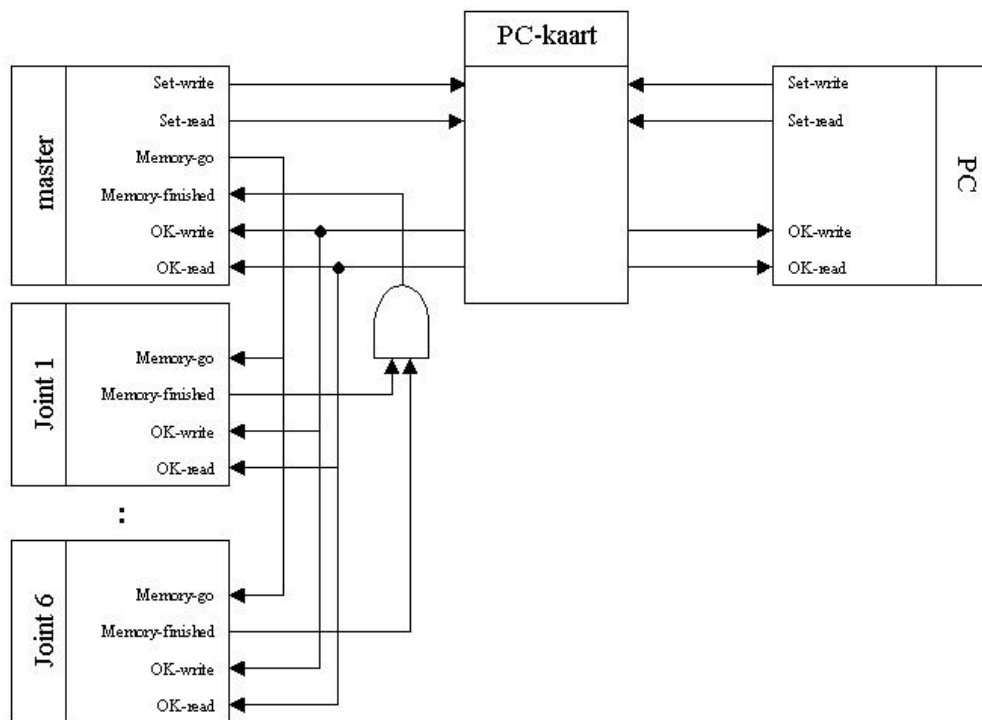 PC-kaart
master
Set-write
Set-read
Memory-go
Memory-finished
OK-write
OK-read
PC
Set-write
Set-read
OK-write
OK-read
Joint 1
Memory-go
Memory-finished
OK-write
OK-read
:
Joint 6
Memory-go
Memory-finished
OK-write
OK-read